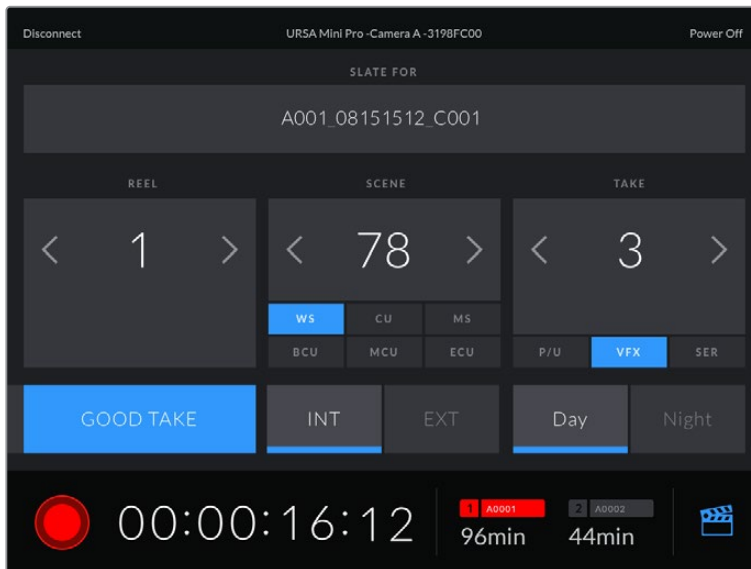 Disconnect URSA Mini Pro -Camera A -3198FC00 Power Off
SLATE FOR
A001_08151512_C001
REEL SCENE TAKE
< 1 > < 78 > < 3 >
WS CU MS
BCU MCU ECU P/U VFX SER
GOOD TAKE INT EXT Day Night
1 A0001 2 A0002
00:00:16:12 96min 44min